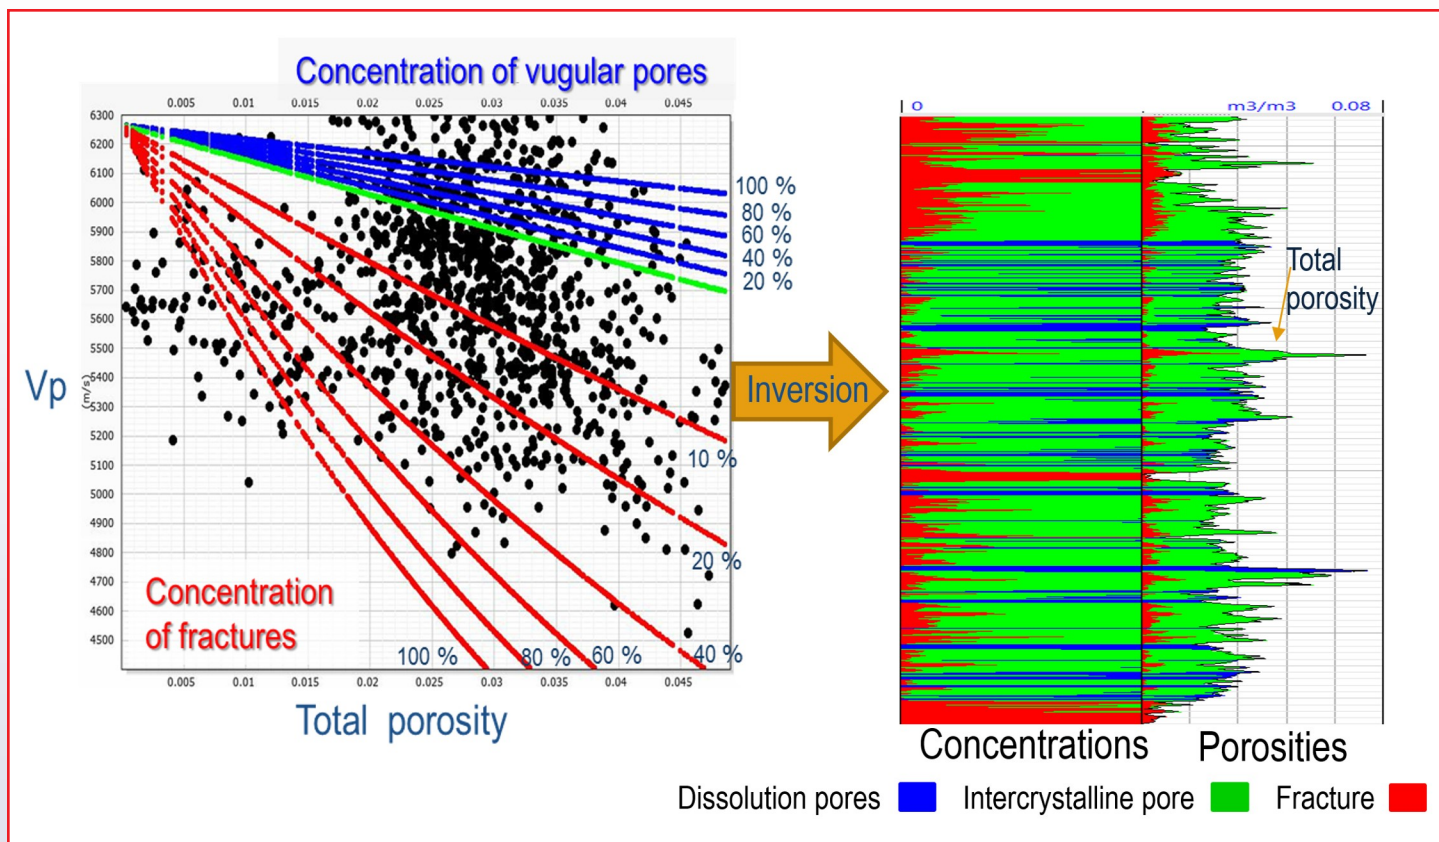 Concentration of vugular pores
0.005 0.01 0.015 0.02 0.025 0.03 0.035 0.04 0.045
6300
6200
6100
6000
5900
5800
5700
5600
5500
5400
5300
5200
5100
5000
4900
4800
4700
4600
4500
Vp
(m/s)
100 %
80 %
60 %
40 %
20 %
10 %
20 %
40 %
60 %
80 %
100 %
Concentration
of fractures
0.005 0.01 0.015 0.02 0.025 0.03 0.035 0.04 0.045
Total porosity
Inversion
0 m3/m3 0.08
Total
porosity
Concentrations Porosities
Dissolution pores Intercrystalline pore Fracture